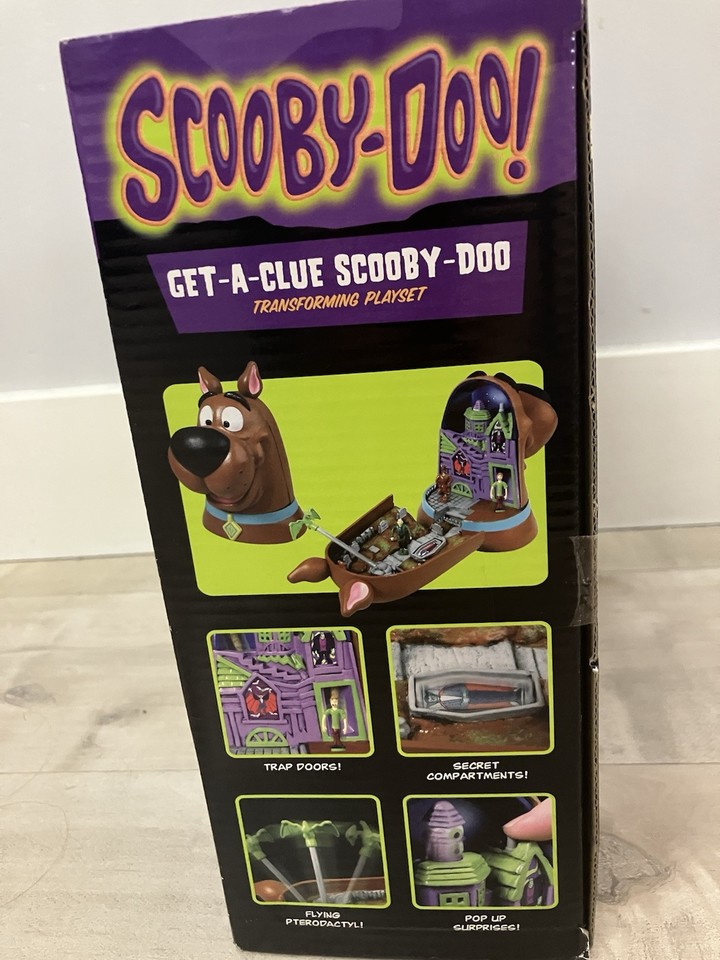 SCOOBY-DOO!
GET-A-CLUE SCOOBY-DOO
TRANSFORMING PLAYSET
TRAP DOORS!
SECRET
COMPARTMENTS!
FLYING
PTERODACTYL!
POP UP
SURPRISES!